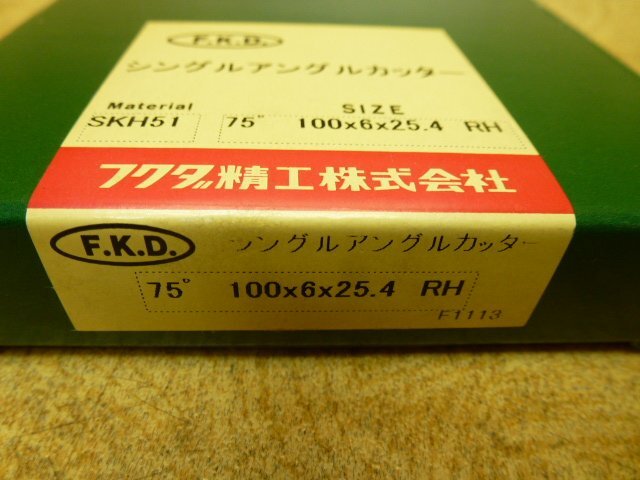 F.K.D.
シングルアングルカッター
Material SIZE
SKH51 75° 100x6x25.4 RH
フクダ精工株式会社
F.K.D. シングルアングルカッター
75° 100x6x25.4 RH
F1113